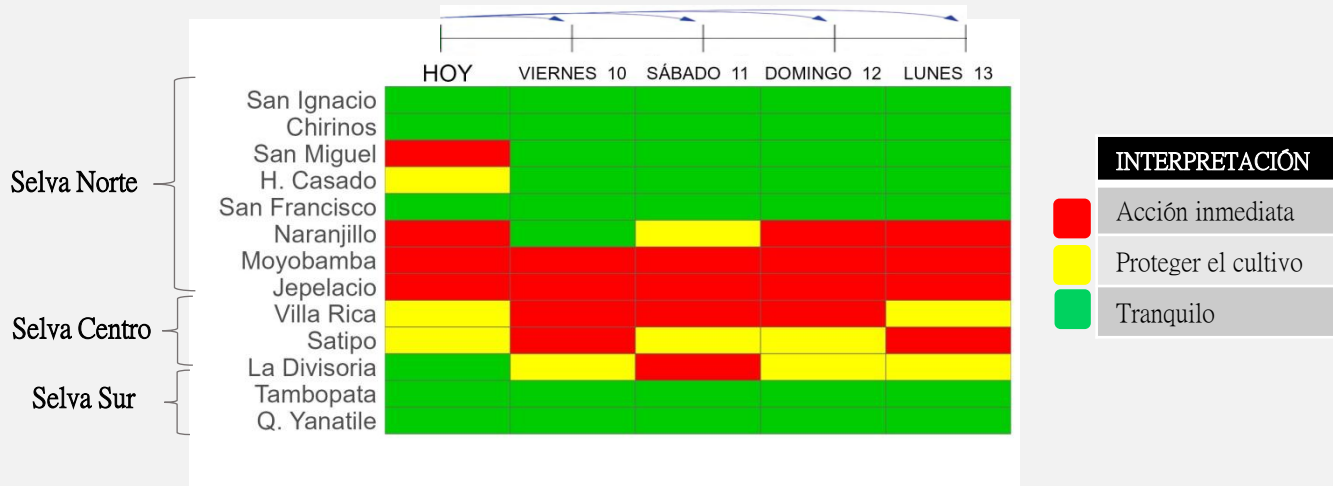 HOY VIERNES 10 SÁBADO 11 DOMINGO 12 LUNES 13
San Ignacio
Chirinos
San Miguel
H. Casado
San Francisco
Naranjillo
Moyobamba
Jepelacio
Villa Rica
Satipo
La Divisoria
Tambopata
Q. Yanatile
Selva Norte
Selva Centro
Selva Sur
INTERPRETACIÓN
Acción inmediata
Proteger el cultivo
Tranquilo